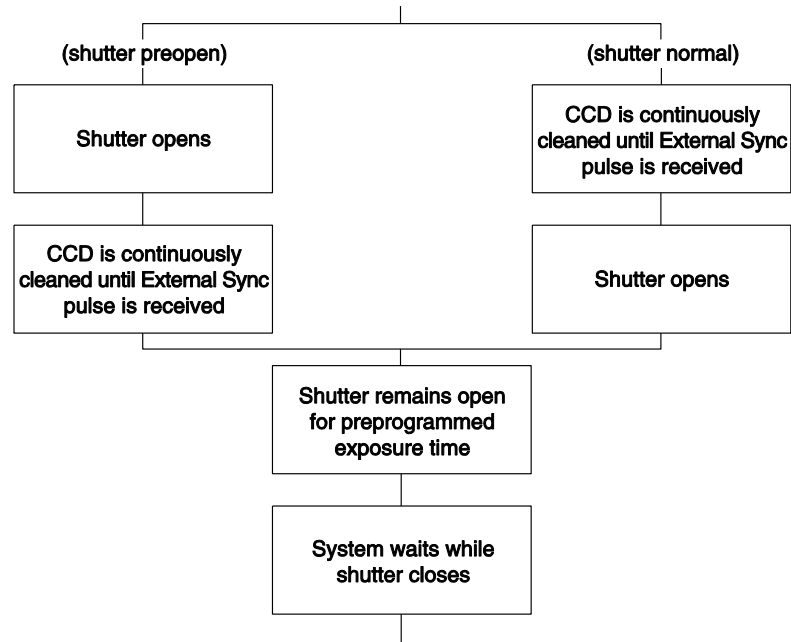 (shutter preopen)
(shutter normal)
Shutter opens
CCD is continuously
cleaned until External Sync
pulse is received
CCD is continuously
cleaned until External Sync
pulse is received
Shutter opens
Shutter remains open
for preprogrammed
exposure time
System waits while
shutter closes